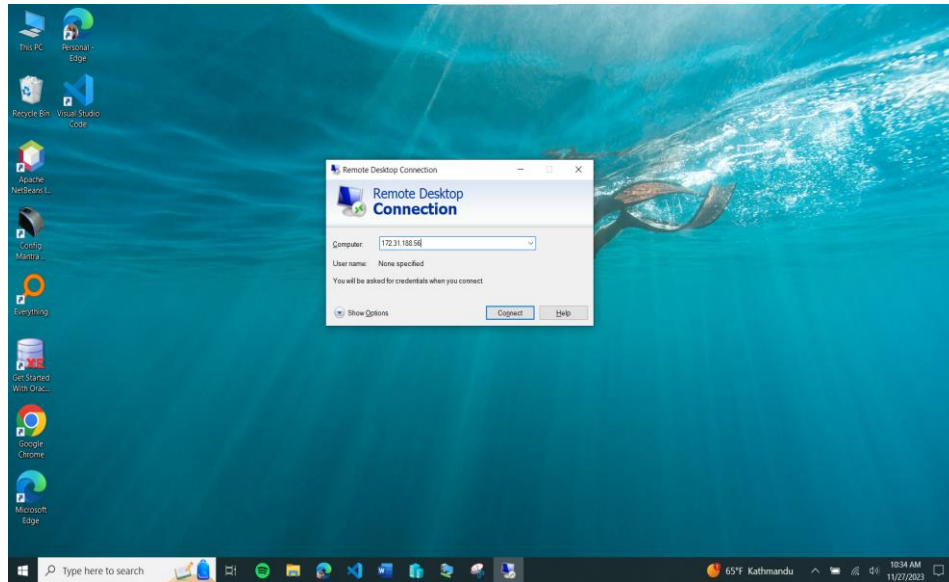 This PC
Personal -
Edge
Recycle Bin
Visual Studio
Code
Apache
NetBeans I...
Config
Mantra ...
Everything
Get Started
With Orac...
Google
Chrome
Microsoft
Edge
Remote Desktop Connection
Remote Desktop
Connection
Computer: 172.31.188.56
User name: None specified
You will be asked for credentials when you connect
Show Options
Connect
Help
Type here to search
65°F Kathmandu
10:34 AM
11/27/2023